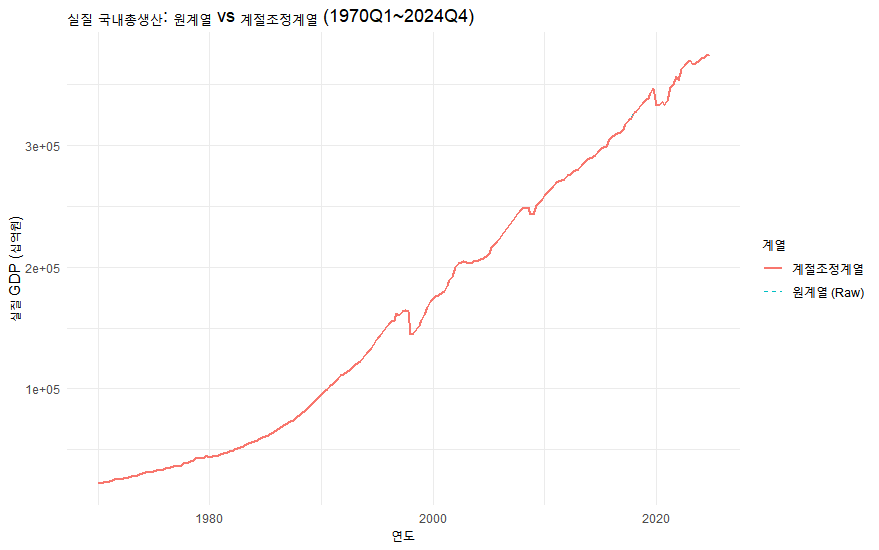 실질 국내총생산: 원계열 vs 계절조정계열 (1970Q1~2024Q4)
3e+05
2e+05
1e+05
실질 GDP (십억원)
1980
2000
2020
연도
계열
계절조정계열
원계열 (Raw)